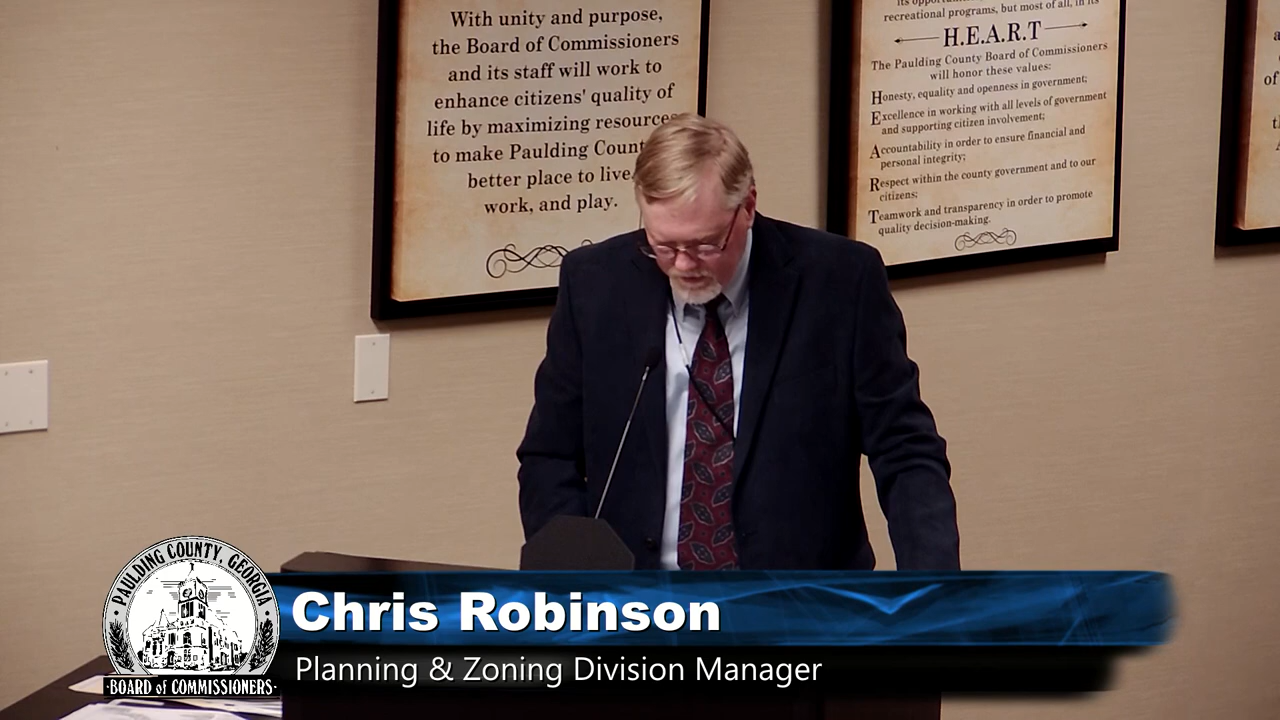 With unity and purpose,
the Board of Commissioners
and its staff will work to
enhance citizens' quality of
life by maximizing resources
to make Paulding
better place to live,
work, and play.
recreational programs, but most of all, in its
H.E.A.R.T
The Paulding County Board of Commissioners
will honor these values:
Honesty, equality and openness in government;
Excellence in working with all levels of government
and supporting citizen involvement;
Accountability in order to ensure financial and
personal integrity;
Respect within the county government and to our
citizens;
Teamwork and transparency in order to promote
quality decision-making.
of
PAULDING COUNTY, GEORGIA
BOARD of COMMISSIONERS
Chris Robinson
Planning & Zoning Division Manager